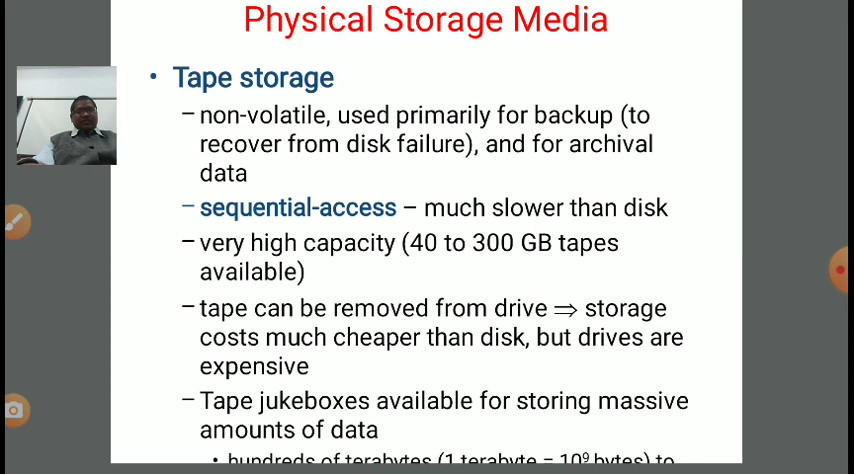 Physical Storage Media
• Tape storage
– non-volatile, used primarily for backup (to
recover from disk failure), and for archival
data
– sequential-access – much slower than disk
– very high capacity (40 to 300 GB tapes
available)
– tape can be removed from drive ⇒ storage
costs much cheaper than disk, but drives are
expensive
– Tape jukeboxes available for storing massive
amounts of data
• hundreds of terabytes (1 terabyte = 10⁹ bytes) to